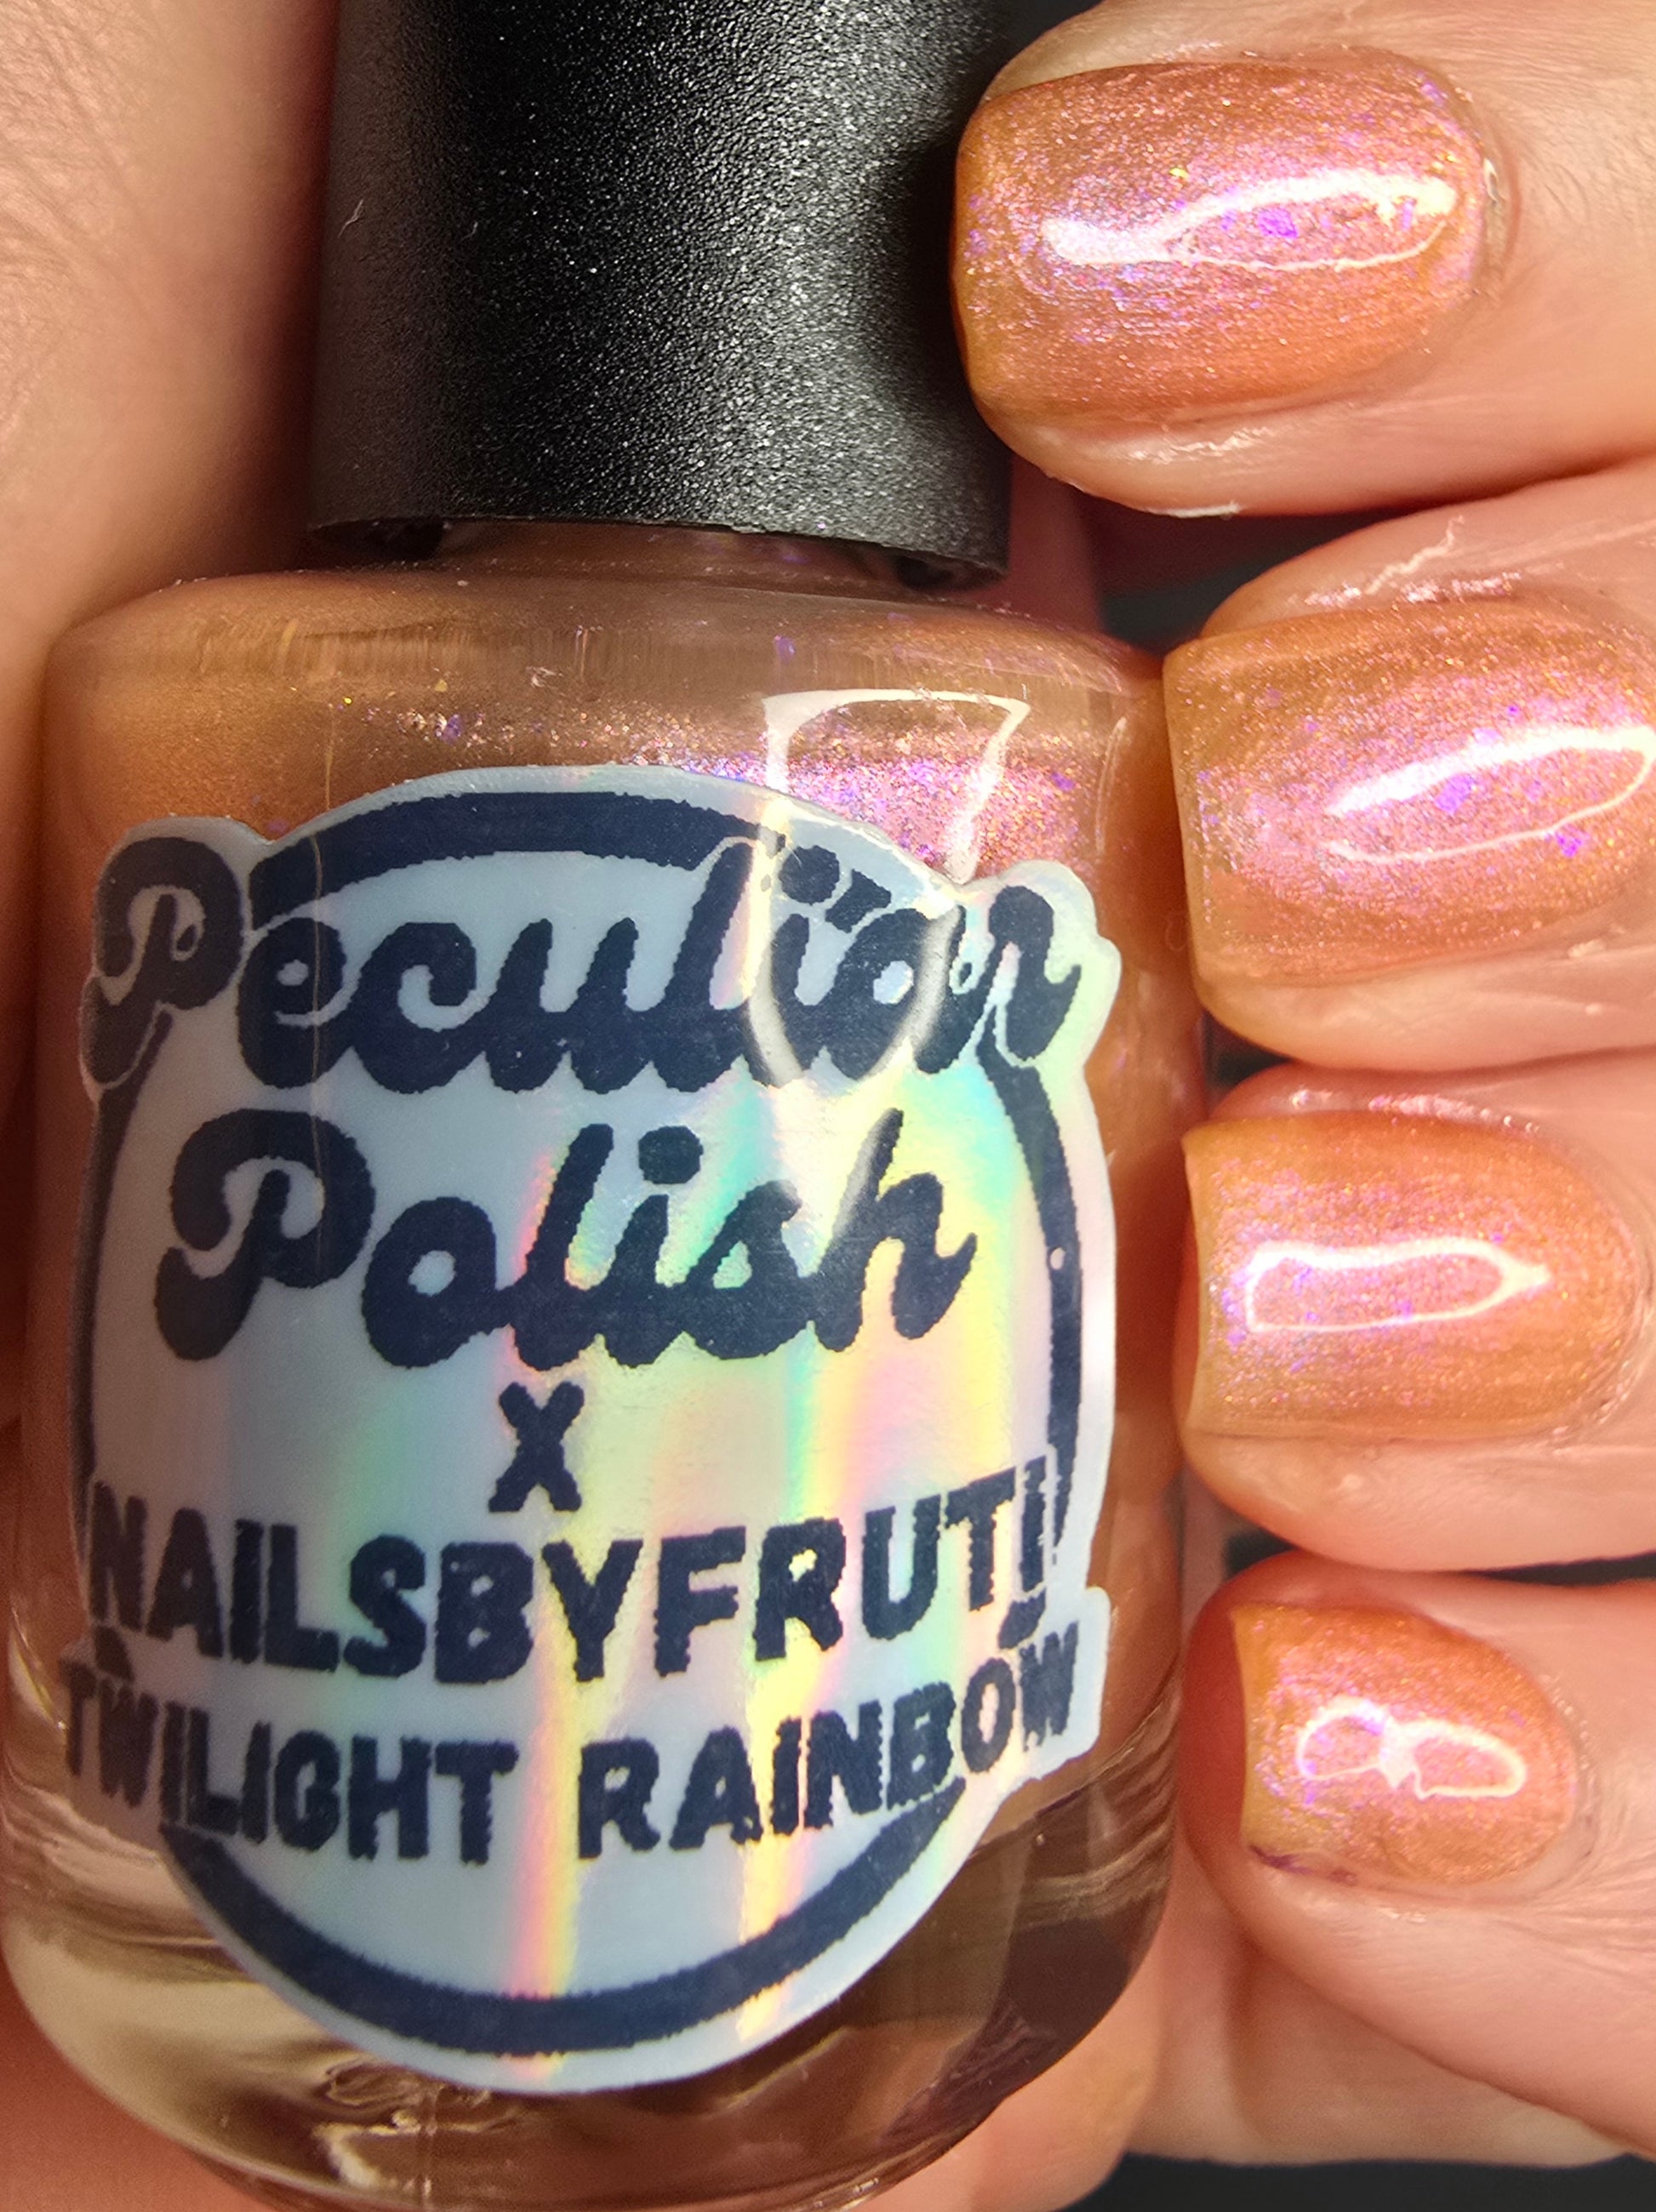 Peculiar
Polish
X
NAILSBYFRUTI
TWILIGHT RAINBOW